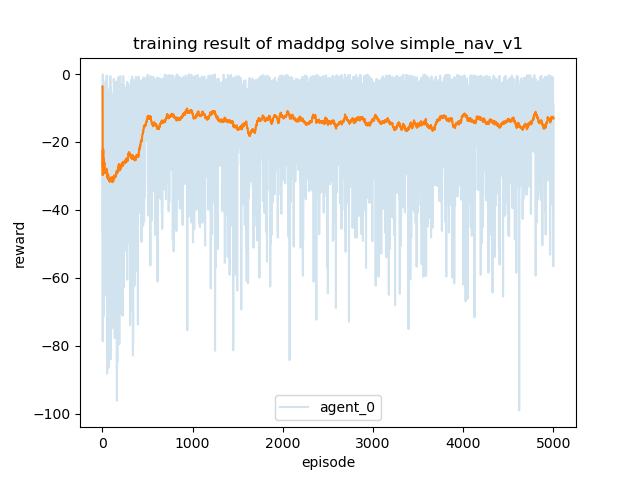 training result of maddpg solve simple_nav_v1
reward
0
−20
−40
−60
−80
−100
agent_0
0 1000 2000 3000 4000 5000
episode